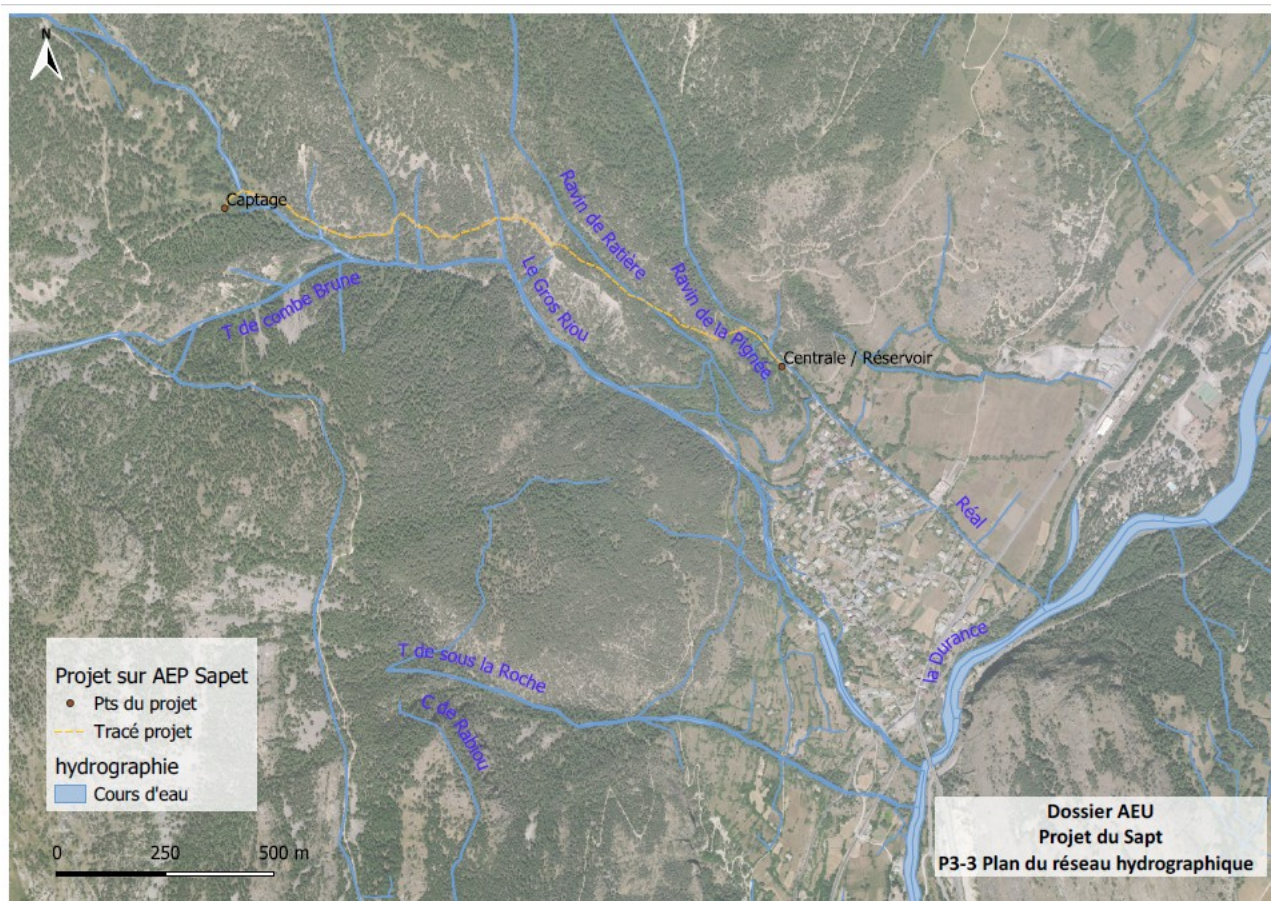 N
Captage
T de combe Brune
Le Gros Riou
Ravin de Ratière
Ravin de la Pignée
Centrale / Réservoir
Réal
la Durance
T de sous la Roche
C de Rabiou
Projet sur AEP Sapet
Pts du projet
Tracé projet
hydrographie
Cours d'eau
0 250 500 m
Dossier AEU
Projet du Sapt
P3-3 Plan du réseau hydrographique